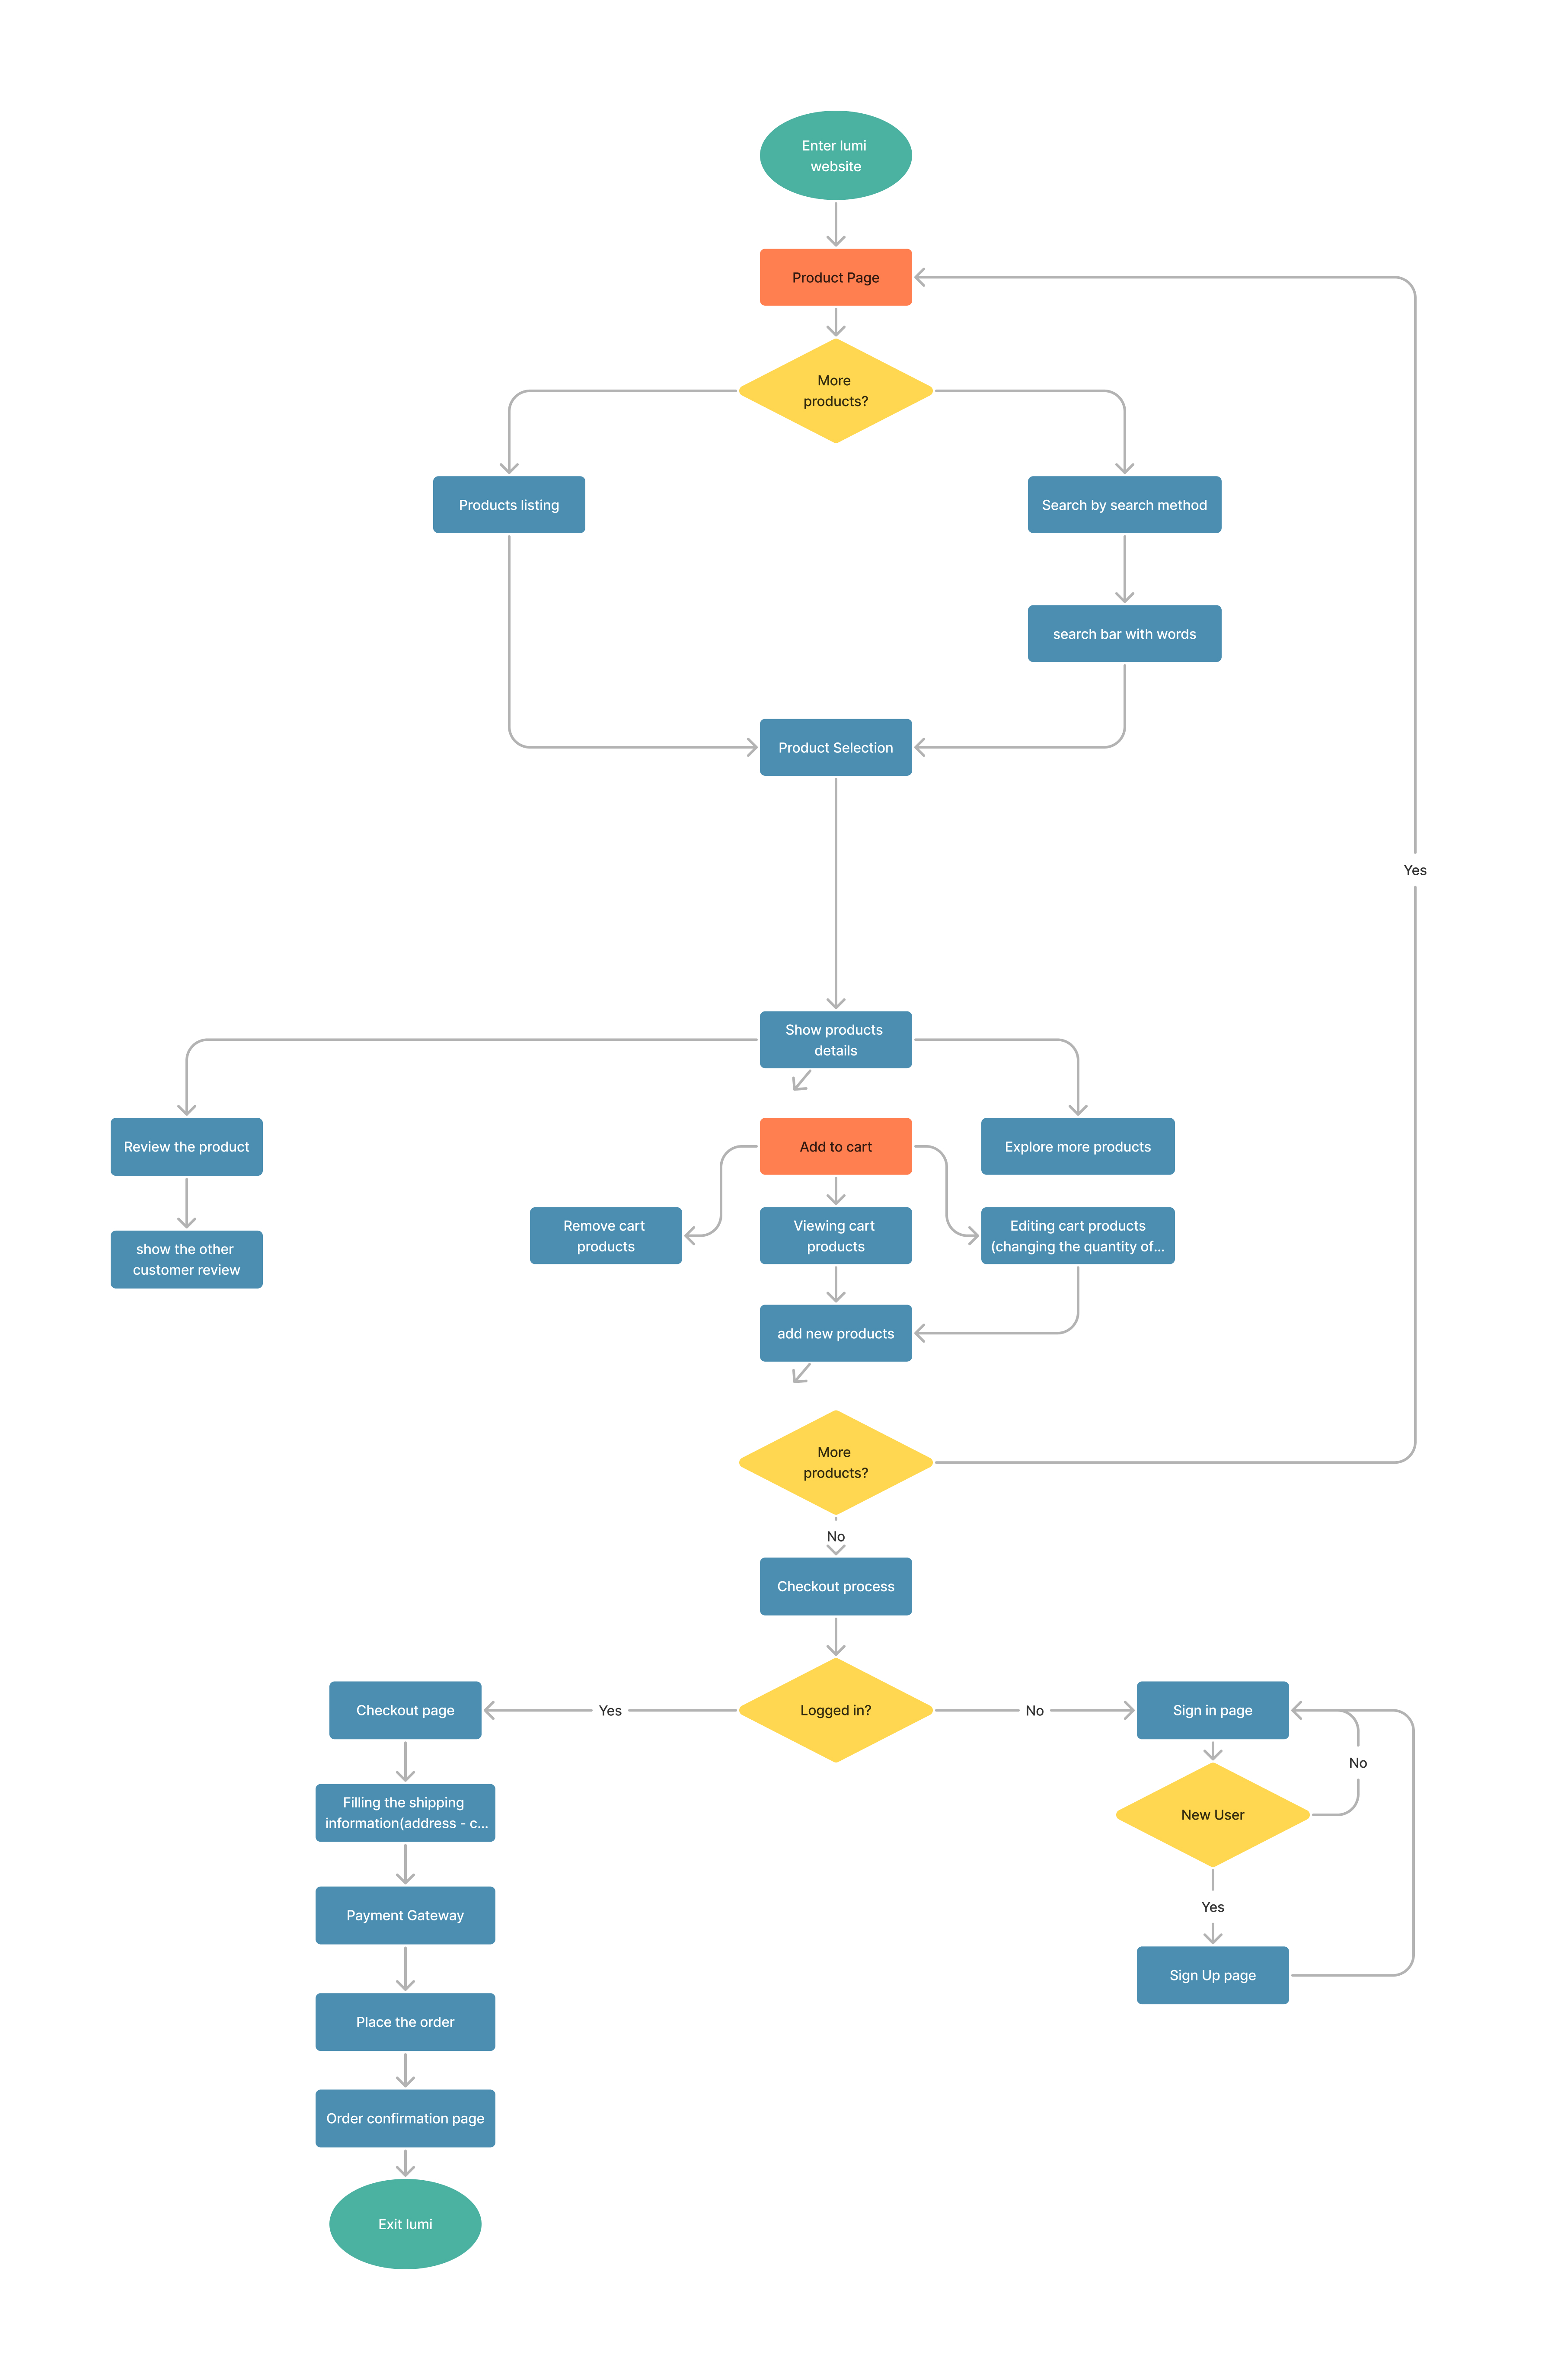 Enter lumi
website
Product Page
More
products?
Products listing
Search by search method
search bar with words
Product Selection
Yes
Show products
details
Review the product
Add to cart
Explore more products
Remove cart
products
Viewing cart
products
Editing cart products
(changing the quantity of...
show the other
customer review
add new products
More
products?
No
Checkout process
Checkout page
Yes
Logged in?
No
Sign in page
No
Filling the shipping
information(address - c...
New User
Yes
Payment Gateway
Sign Up page
Place the order
Order confirmation page
Exit lumi